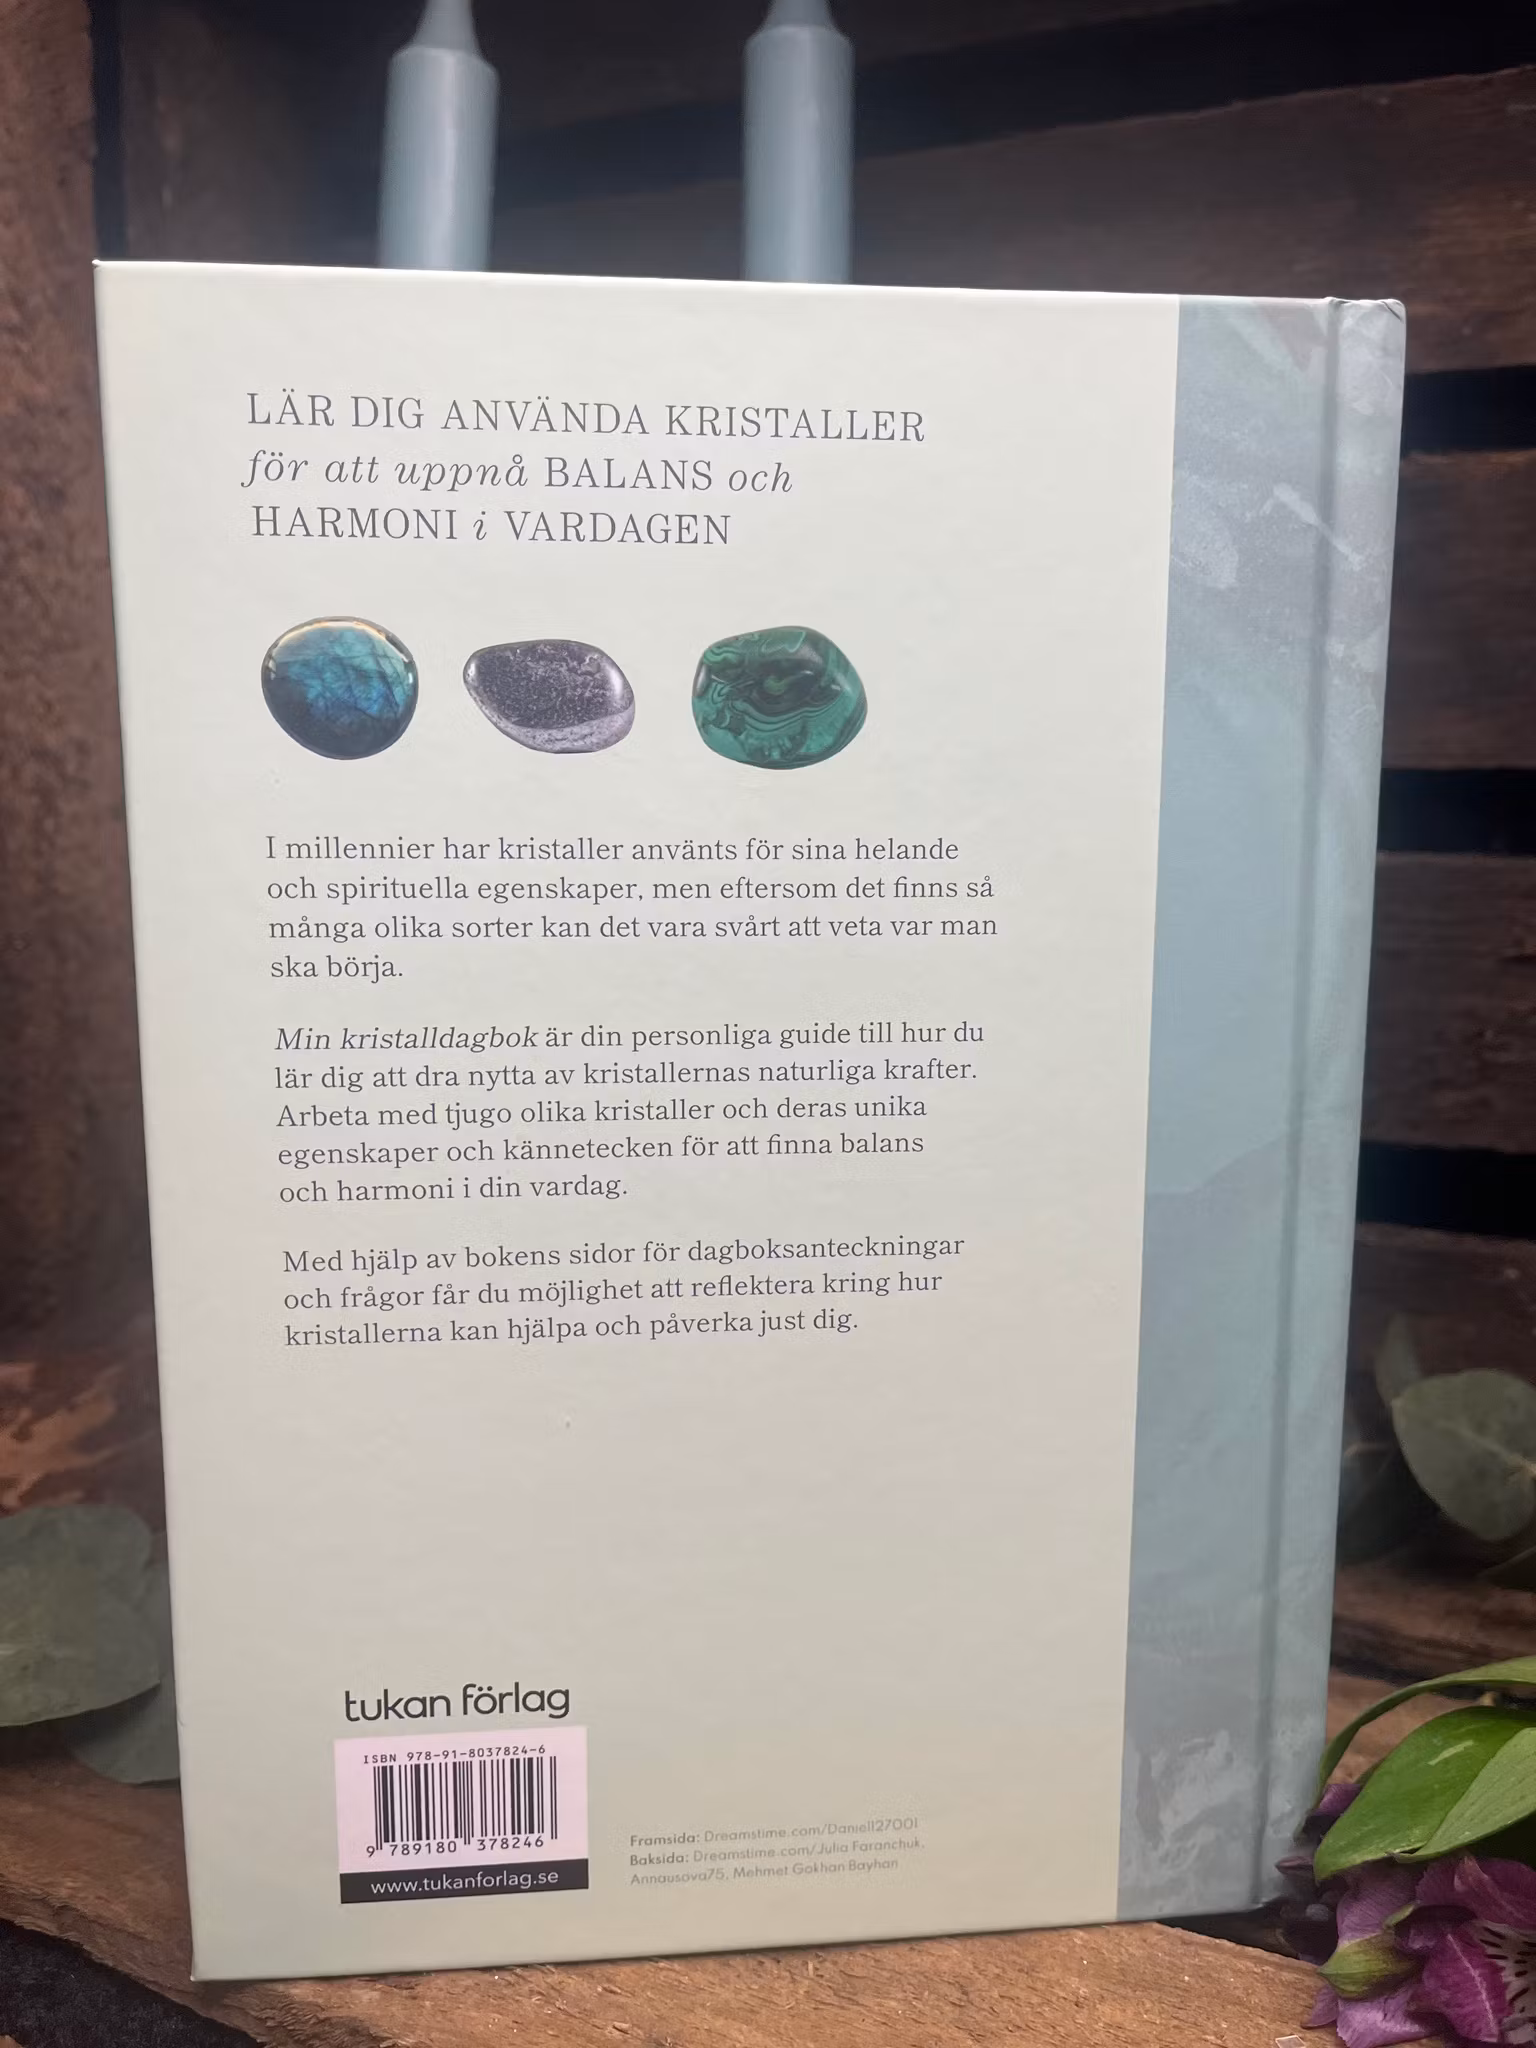 LÄR DIG ANVÄNDA KRISTALLER
för att uppnå BALANS och
HARMONI i VARDAGEN
I millennier har kristaller använts för sina helande
och spirituella egenskaper, men eftersom det finns så
många olika sorter kan det vara svårt att veta var man
ska börja.
Min kristalldagbok är din personliga guide till hur du
lär dig att dra nytta av kristallernas naturliga krafter.
Arbeta med tjugo olika kristaller och deras unika
egenskaper och kännetecken för att finna balans
och harmoni i din vardag.
Med hjälp av bokens sidor för dagboksanteckningar
och frågor får du möjlighet att reflektera kring hur
kristallerna kan hjälpa och påverka just dig.
tukan förlag
ISBN 978-91-8037824-6
9 789180 378246
www.tukanforlag.se
Framsida: Dreamstime.com/Daniel127001
Baksida: Dreamstime.com/Julia Faranchuk,
Annausova75, Mehmet Gokhan Bayhan